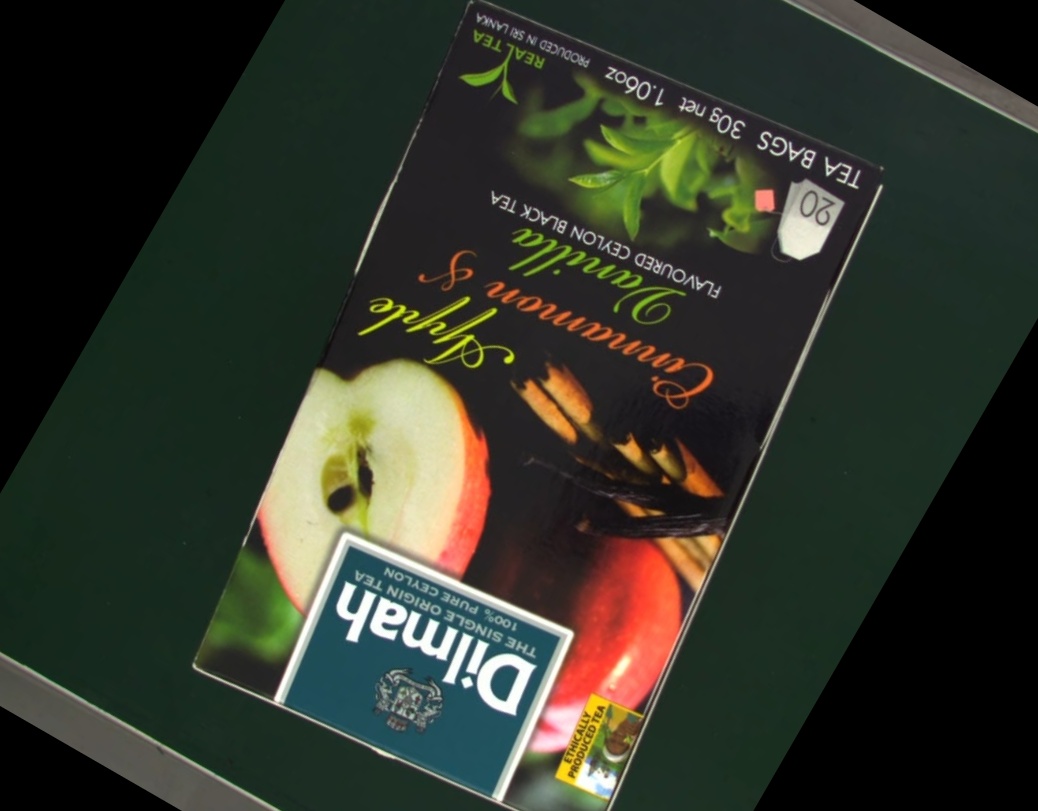 Dilmah
THE SINGLE ORIGIN TEA
100% PURE CEYLON
ETHICALLY
PRODUCED TEA
Apple
Cinnamon &
Vanilla
FLAVOURED CEYLON BLACK TEA
20
TEA BAGS 30g net 1.06oz
REAL TEA
PRODUCED IN SRI LANKA